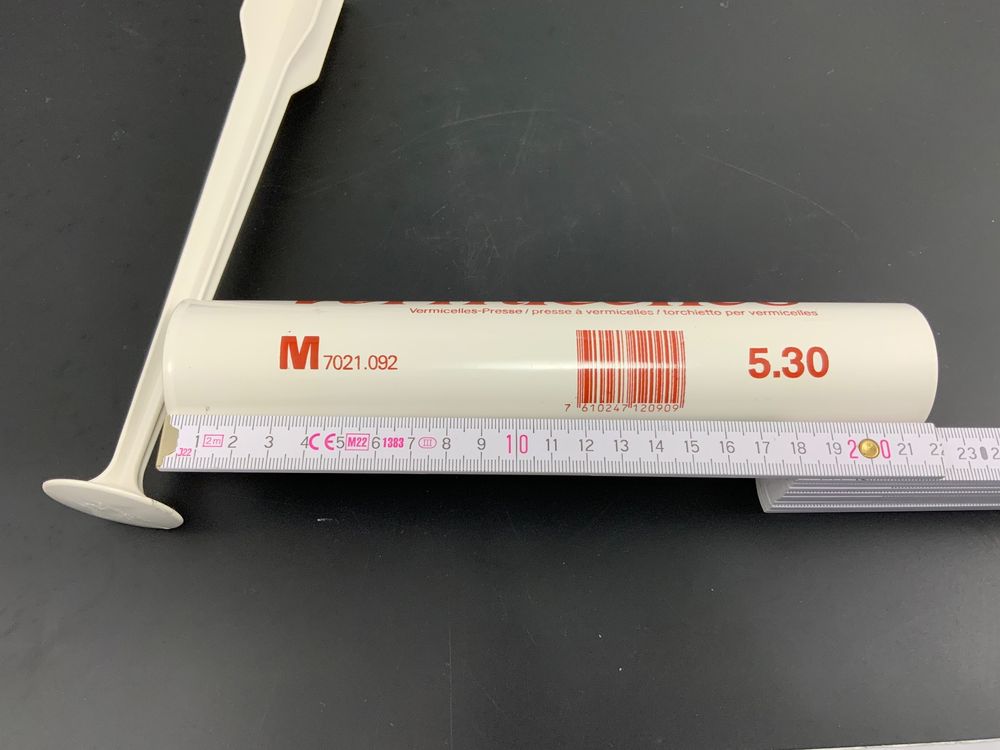 Vermicelles-Presse / presse à vermicelles / torchietto per vermicelles
M 7021.092
5.30
7 610247 120909
1 2m 2 3 4 CE 5 M22 6 1383 7 III 8 9 10 11 12 13 14 15 16 17 18 19 20 21 22 23
J22